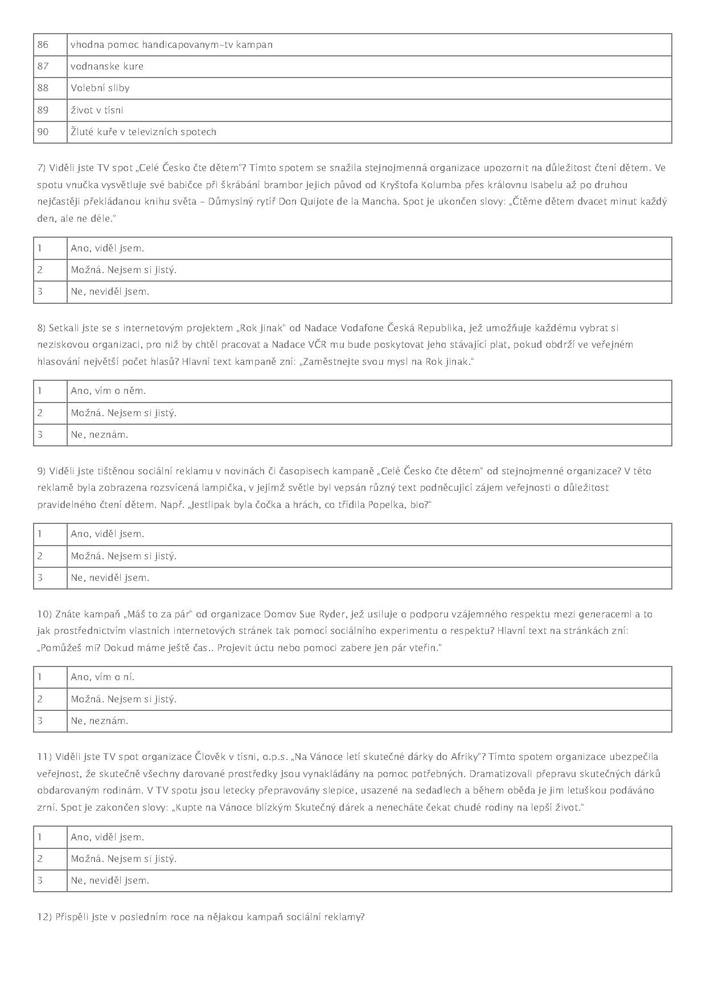 86 vhodna pomoc handicapovanym-tv kampan
87 vodnanske kure
88 Volební sliby
89 život v tísni
90 Žluté kuře v televizních spotech
7) Viděli jste TV spot „Celé Česko čte dětem“? Tímto spotem se snažila stejnojmenná organizace upozornit na důležitost čtení dětem. Ve
spotu vnučka vysvětluje své babičce při škrábání brambor jejich původ od Kryštofa Kolumba přes královnu Isabelu až po druhou
nejčastěji překládanou knihu světa - Důmyslný rytíř Don Quijote de la Mancha. Spot je ukončen slovy: „Čtěme dětem dvacet minut každý
den, ale ne déle.“
1 Ano, viděl jsem.
2 Možná. Nejsem si jistý.
3 Ne, neviděl jsem.
8) Setkali jste se s internetovým projektem „Rok jinak“ od Nadace Vodafone Česká Republika, jež umožňuje každému vybrat si
neziskovou organizaci, pro niž by chtěl pracovat a Nadace VČR mu bude poskytovat jeho stávající plat, pokud obdrží ve veřejném
hlasování největší počet hlasů? Hlavní text kampaně zní: „Zaměstnejte svou mysl na Rok jinak.“
1 Ano, vím o něm.
2 Možná. Nejsem si jistý.
3 Ne, neznám.
9) Viděli jste tištěnou sociální reklamu v novinách či časopisech kampaně „Celé Česko čte dětem“ od stejnojmenné organizace? V této
reklamě byla zobrazena rozsvícená lampička, v jejímž světle byl vepsán různý text podněcující zájem veřejnosti o důležitost
pravidelného čtení dětem. Např. „Jestlipak byla čočka a hrách, co třídila Popelka, bio?“
1 Ano, viděl jsem.
2 Možná. Nejsem si jistý.
3 Ne, neviděl jsem.
10) Znáte kampaň „Máš to za pár“ od organizace Domov Sue Ryder, jež usiluje o podporu vzájemného respektu mezi generacemi a to
jak prostřednictvím vlastních internetových stránek tak pomocí sociálního experimentu o respektu? Hlavní text na stránkách zní:
„Pomůžeš mi? Dokud máme ještě čas.. Projevit úctu nebo pomoci zabere jen pár vteřin.“
1 Ano, vím o ní.
2 Možná. Nejsem si jistý.
3 Ne, neznám.
11) Viděli jste TV spot organizace Člověk v tísni, o.p.s. „Na Vánoce letí skutečné dárky do Afriky“? Tímto spotem organizace ubezpečila
veřejnost, že skutečně všechny darované prostředky jsou vynakládány na pomoc potřebných. Dramatizovali přepravu skutečných dárků
obdarovaným rodinám. V TV spotu jsou letecky přepravovány slepice, usazené na sedadlech a během oběda je jim letuškou podáváno
zrní. Spot je zakončen slovy: „Kupte na Vánoce blízkým Skutečný dárek a nenecháte čekat chudé rodiny na lepší život.“
1 Ano, viděl jsem.
2 Možná. Nejsem si jistý.
3 Ne, neviděl jsem.
12) Přispěli jste v posledním roce na nějakou kampaň sociální reklamy?